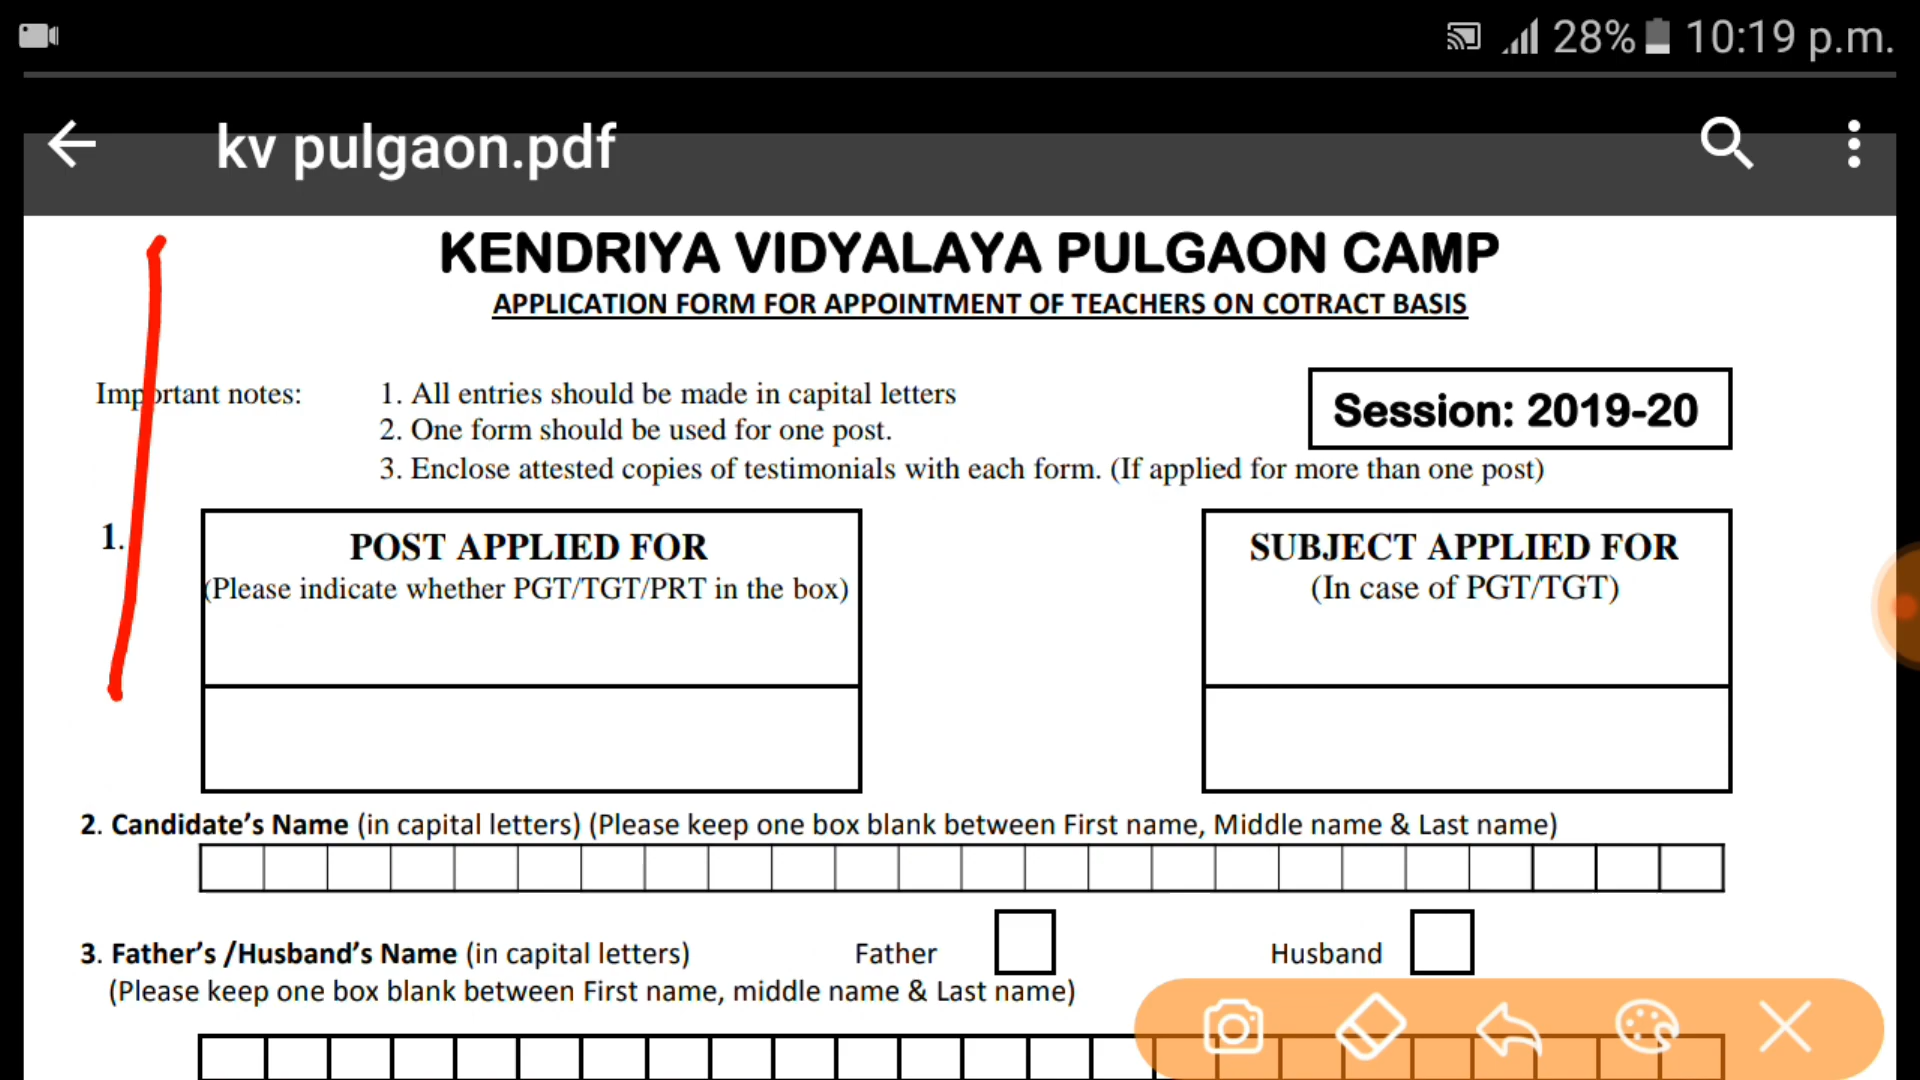 28% 10:19 p.m.
kv pulgaon.pdf
KENDRIYA VIDYALAYA PULGAON CAMP
APPLICATION FORM FOR APPOINTMENT OF TEACHERS ON COTRACT BASIS
Important notes: 1. All entries should be made in capital letters
2. One form should be used for one post.
Session: 2019-20
3. Enclose attested copies of testimonials with each form. (If applied for more than one post)
1.
POST APPLIED FOR
(Please indicate whether PGT/TGT/PRT in the box)
SUBJECT APPLIED FOR
(In case of PGT/TGT)
2. Candidate’s Name (in capital letters) (Please keep one box blank between First name, Middle name & Last name)
3. Father’s /Husband’s Name (in capital letters) Father Husband
(Please keep one box blank between First name, middle name & Last name)